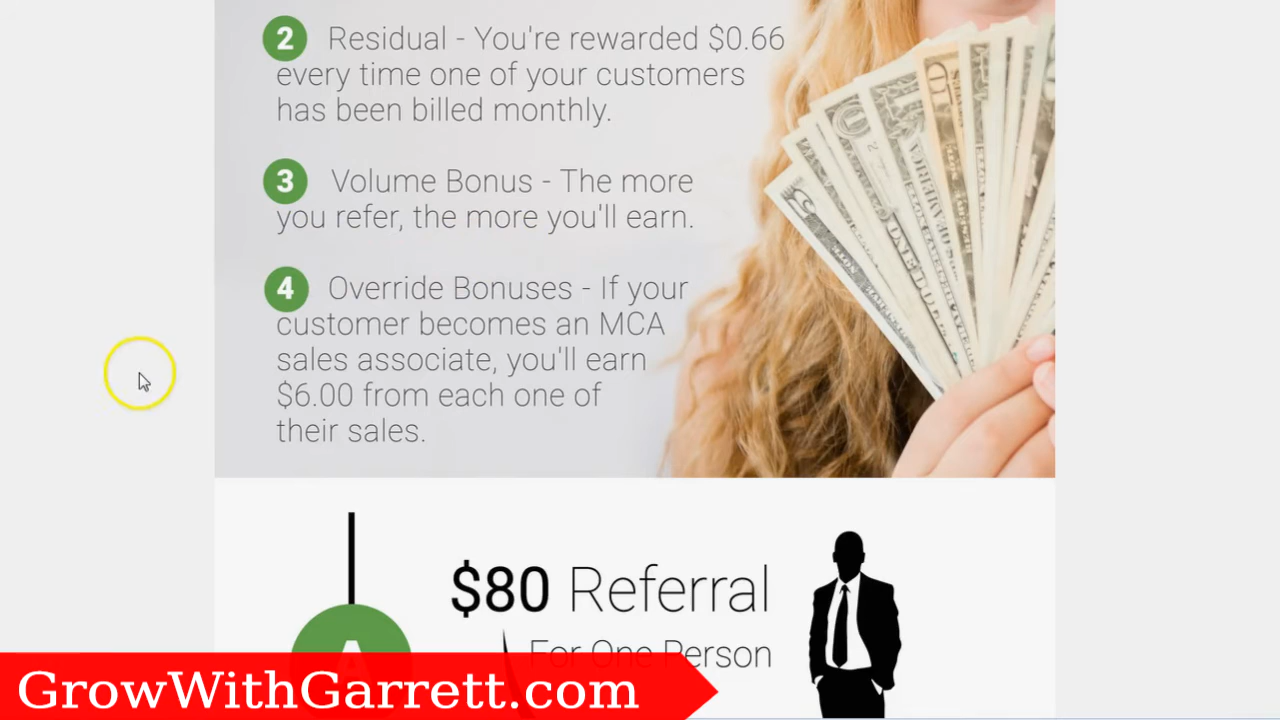 2 Residual - You're rewarded $0.66
every time one of your customers
has been billed monthly.
3 Volume Bonus - The more
you refer, the more you'll earn.
4 Override Bonuses - If your
customer becomes an MCA
sales associate, you'll earn
$6.00 from each one of
their sales.
$80 Referral
For One Person
A
GrowWithGarrett.com